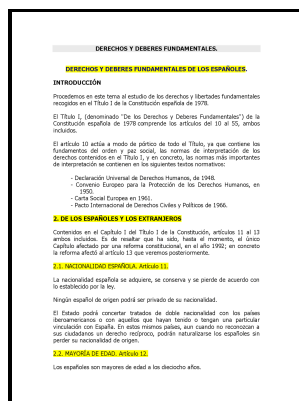 DERECHOS Y DEBERES FUNDAMENTALES.
DERECHOS Y DEBERES FUNDAMENTALES DE LOS ESPAÑOLES.
INTRODUCCIÓN
Procedemos en este tema al estudio de los derechos y libertades fundamentales
recogidos en el Título I de la Constitución española de 1978.
El Título I, (denominado "De los Derechos y Deberes Fundamentales") de la
Constitución española de 1978 comprende los artículos del 10 al 55, ambos
incluidos.
El artículo 10 actúa a modo de pórtico de todo el Título, ya que contiene los
fundamentos del orden y paz social, las normas de interpretación de los
derechos contenidos en el Título I, y en concreto, las normas más importantes
de interpretación se contienen en los siguientes textos normativos:
- Declaración Universal de Derechos Humanos, de 1948.
- Convenio Europeo para la Protección de los Derechos Humanos, en
1950.
- Carta Social Europea en 1961.
- Pacto Internacional de Derechos Civiles y Políticos de 1966.
2. DE LOS ESPAÑOLES Y LOS EXTRANJEROS
Contenidos en el Capítulo I del Título I de la Constitución, artículos 11 al 13
ambos incluidos. Es de resaltar que ha sido, hasta el momento, el único
Capítulo afectado por una reforma constitucional, en el año 1992; en concreto
la reforma afectó al artículo 13 que veremos posteriormente.
2.1. NACIONALIDAD ESPAÑOLA. Artículo 11.
La nacionalidad española se adquiere, se conserva y se pierde de acuerdo con
lo establecido por la ley.
Ningún español de origen podrá ser privado de su nacionalidad.
El Estado podrá concertar tratados de doble nacionalidad con los países
iberoamericanos o con aquellos que hayan tenido o tengan una particular
vinculación con España. En estos mismos países, aun cuando no reconozcan a
sus ciudadanos un derecho recíproco, podrán naturalizarse los españoles sin
perder su nacionalidad de origen.
2.2. MAYORÍA DE EDAD. Artículo 12.
Los españoles son mayores de edad a los dieciocho años.